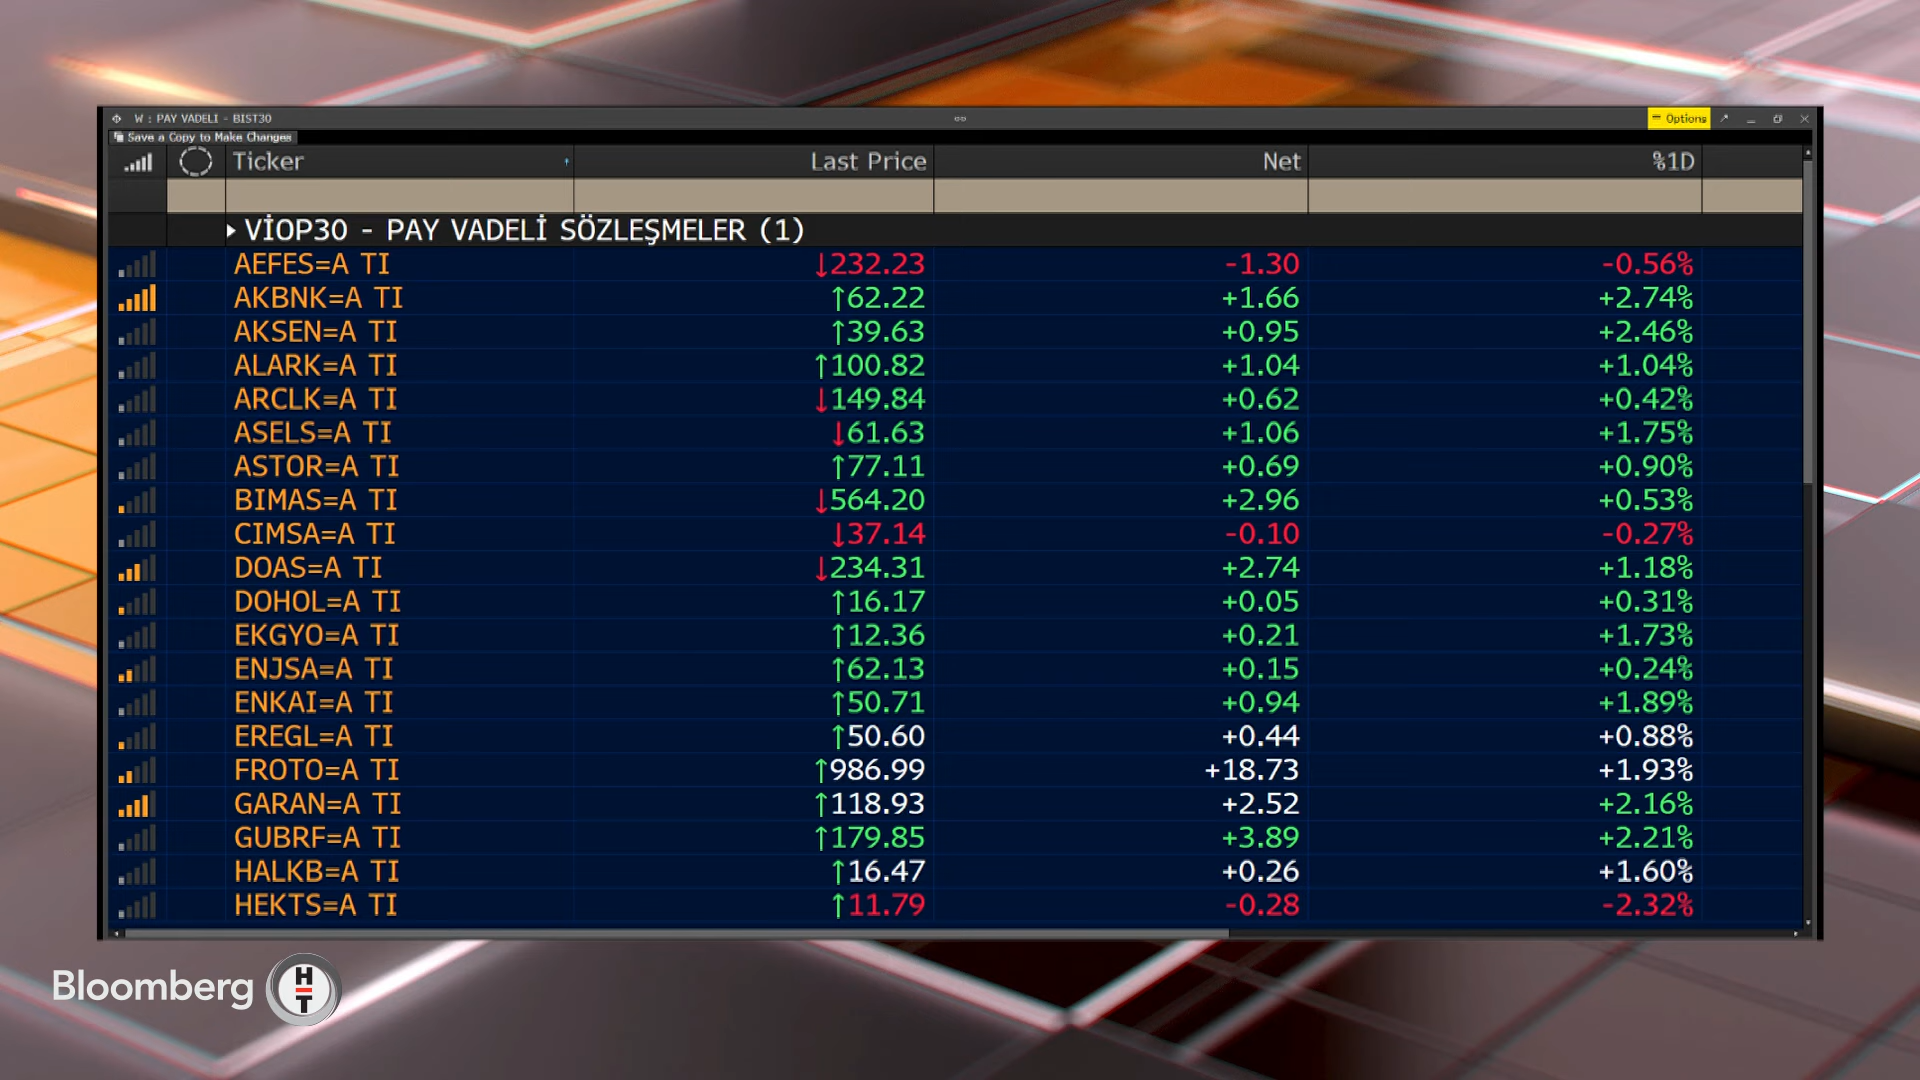 W : PAY VADELI - BIST30
Options
Save a Copy to Make Changes
Ticker Last Price Net %1D
VİOP30 - PAY VADELİ SÖZLEŞMELER (1)
AEFES=A TI ↓232.23 -1.30 -0.56%
AKBNK=A TI ↑62.22 +1.66 +2.74%
AKSEN=A TI ↑39.63 +0.95 +2.46%
ALARK=A TI ↑100.82 +1.04 +1.04%
ARCLK=A TI ↓149.84 +0.62 +0.42%
ASELS=A TI ↓61.63 +1.06 +1.75%
ASTOR=A TI ↑77.11 +0.69 +0.90%
BIMAS=A TI ↓564.20 +2.96 +0.53%
CIMSA=A TI ↓37.14 -0.10 -0.27%
DOAS=A TI ↓234.31 +2.74 +1.18%
DOHOL=A TI ↑16.17 +0.05 +0.31%
EKGYO=A TI ↑12.36 +0.21 +1.73%
ENJSA=A TI ↑62.13 +0.15 +0.24%
ENKAI=A TI ↑50.71 +0.94 +1.89%
EREGL=A TI ↑50.60 +0.44 +0.88%
FROTO=A TI ↑986.99 +18.73 +1.93%
GARAN=A TI ↑118.93 +2.52 +2.16%
GUBRF=A TI ↑179.85 +3.89 +2.21%
HALKB=A TI ↑16.47 +0.26 +1.60%
HEKTS=A TI ↑11.79 -0.28 -2.32%
Bloomberg HT